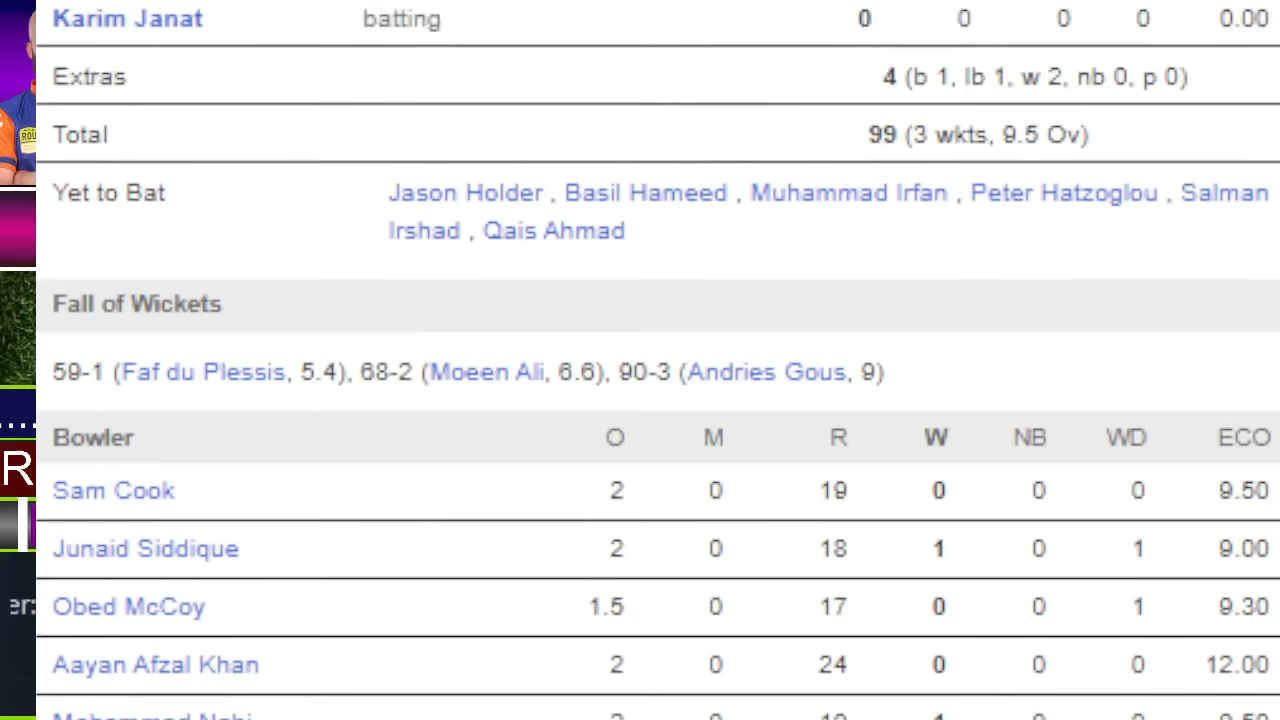 Karim Janat batting 0 0 0 0 0.00
Extras 4 (b 1, lb 1, w 2, nb 0, p 0)
Total 99 (3 wkts, 9.5 Ov)
Yet to Bat Jason Holder , Basil Hameed , Muhammad Irfan , Peter Hatzoglou , Salman
Irshad , Qais Ahmad
Fall of Wickets
59-1 (Faf du Plessis, 5.4), 68-2 (Moeen Ali, 6.6), 90-3 (Andries Gous, 9)
Bowler O M R W NB WD ECO
Sam Cook 2 0 19 0 0 0 9.50
Junaid Siddique 2 0 18 1 0 1 9.00
R
Obed McCoy 1.5 0 17 0 0 1 9.30
er:
Aayan Afzal Khan 2 0 24 0 0 0 12.00